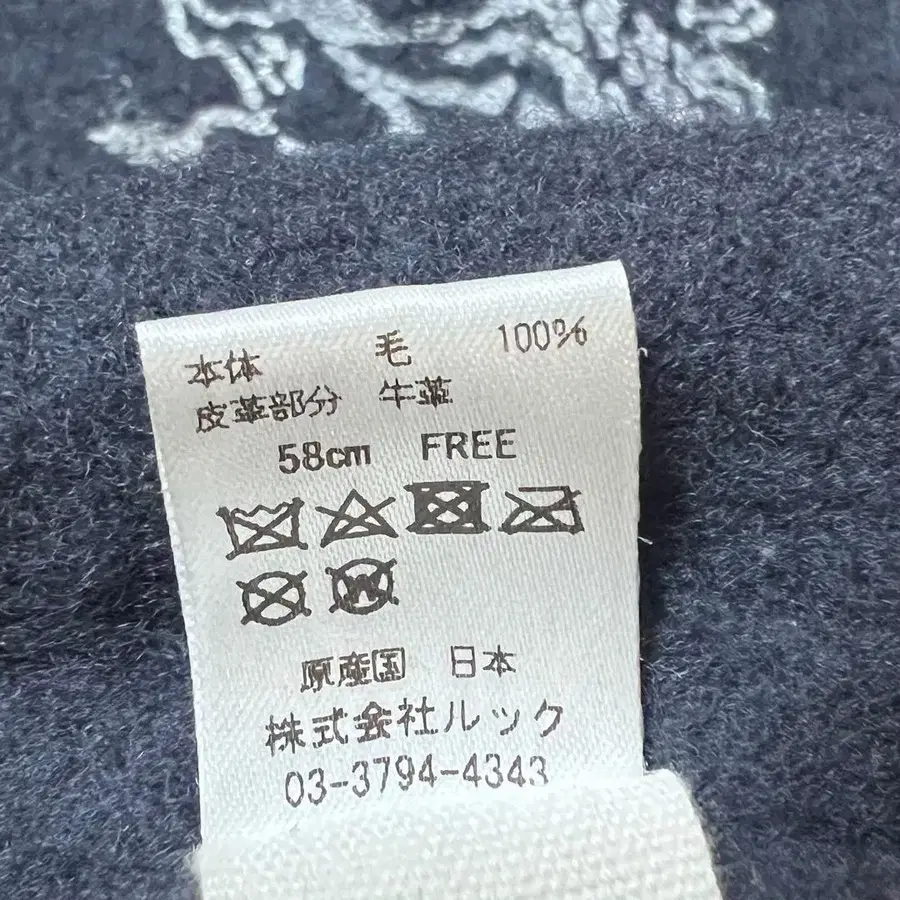 本体 毛 100%
皮革部分 牛革
58cm FREE
W
原産国 日本
株式会社ルック
03-3794-4343